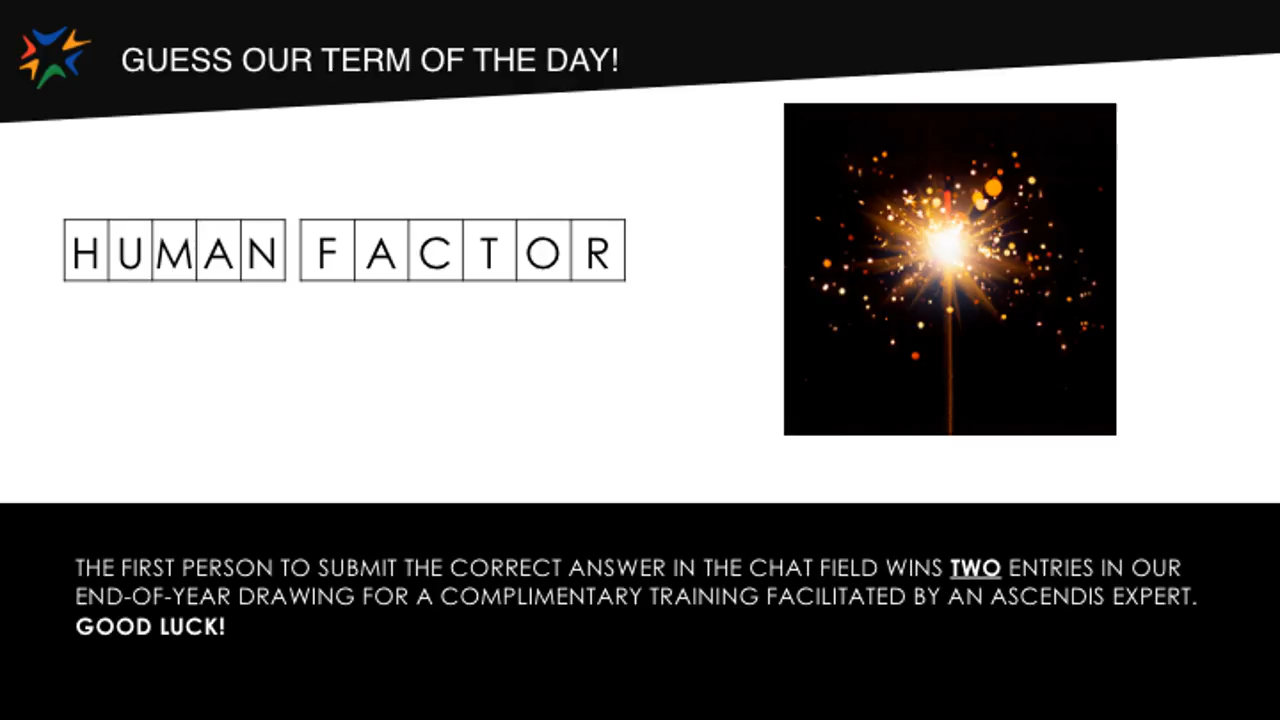 GUESS OUR TERM OF THE DAY!
HUMAN FACTOR
THE FIRST PERSON TO SUBMIT THE CORRECT ANSWER IN THE CHAT FIELD WINS TWO ENTRIES IN OUR
END-OF-YEAR DRAWING FOR A COMPLIMENTARY TRAINING FACILITATED BY AN ASCENDIS EXPERT.
GOOD LUCK!